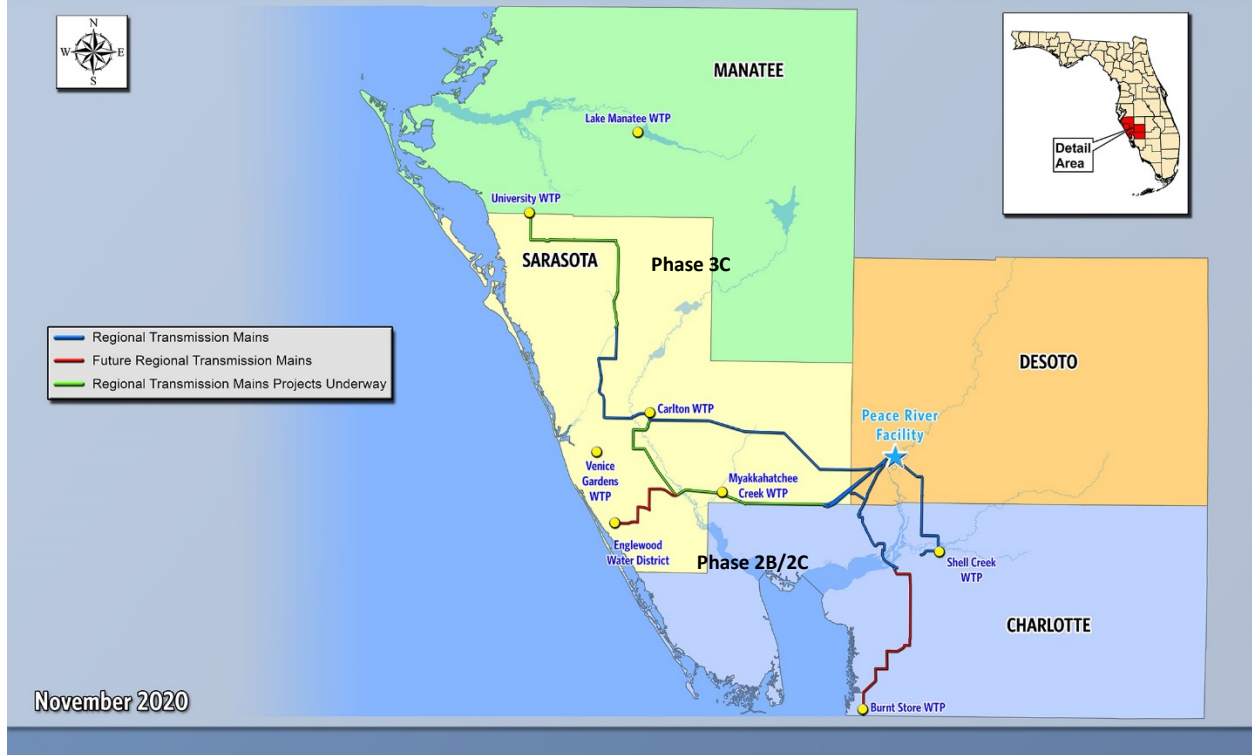 N
W E
S
MANATEE
Lake Manatee WTP
Detail
Area
University WTP
SARASOTA
Phase 3C
Regional Transmission Mains
Future Regional Transmission Mains
Regional Transmission Mains Projects Underway
DESOTO
Carlton WTP
Peace River
Facility
Venice
Gardens
WTP
Myakkahatchee
Creek WTP
Englewood
Water District
Phase 2B/2C
Shell Creek
WTP
CHARLOTTE
November 2020
Burnt Store WTP